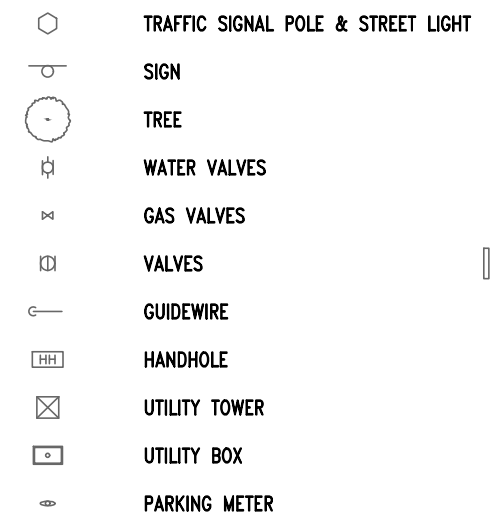 TRAFFIC SIGNAL POLE & STREET LIGHT
SIGN
TREE
WATER VALVES
GAS VALVES
VALVES
GUIDEWIRE
HH HANDHOLE
UTILITY TOWER
UTILITY BOX
PARKING METER